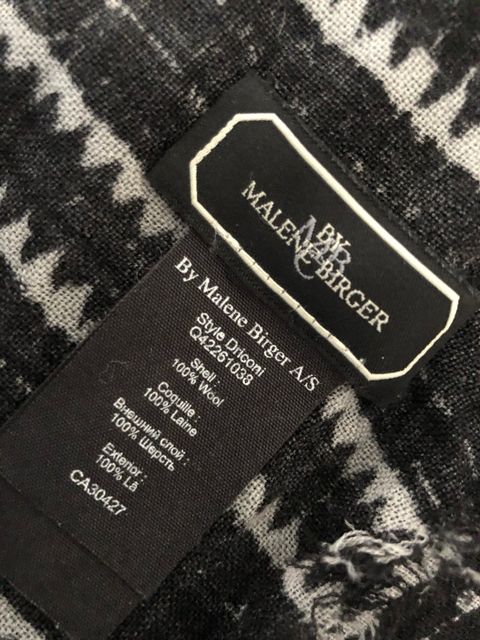 BY
MALENE BIRGER
By Malene Birger A/S
Style Driconi
Q42261038
Shell :
100% Wool
Coquille :
100% Laine
Внешний слой :
100% Шерсть
Exterior :
100% Lã
CA30427